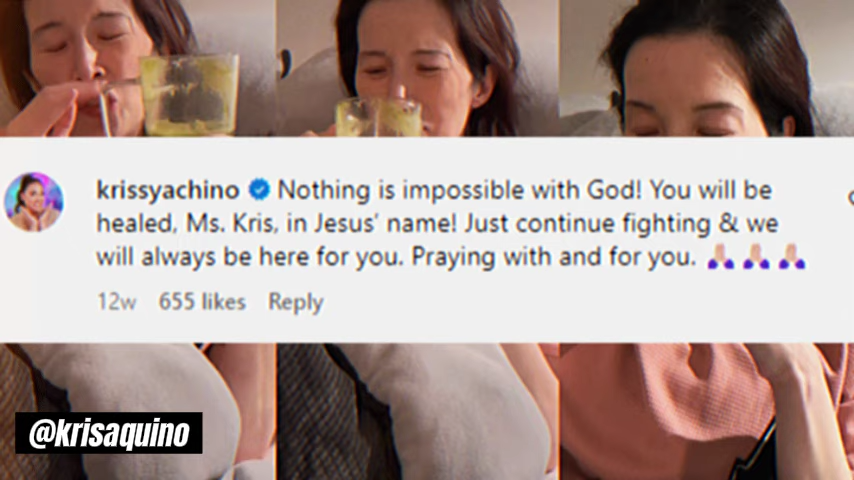 krissyachino Nothing is impossible with God! You will be
healed, Ms. Kris, in Jesus' name! Just continue fighting & we
will always be here for you. Praying with and for you. 🙏🏼🙏🏼🙏🏼
12w 655 likes Reply
@krisaquino